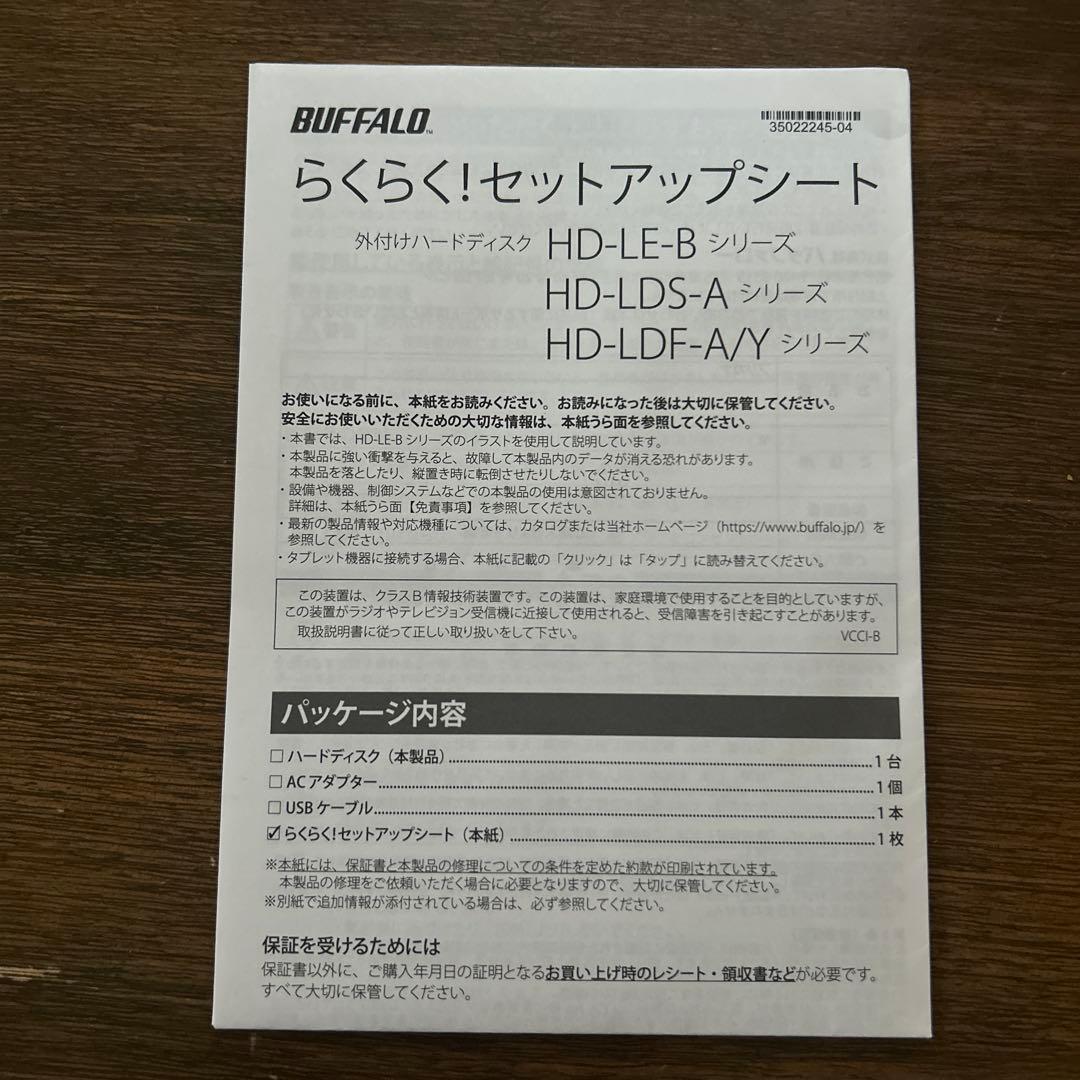 BUFFALO™
35022245-04
らくらく!セットアップシート
外付けハードディスク HD-LE-B シリーズ
HD-LDS-A シリーズ
HD-LDF-A/Y シリーズ
お使いになる前に、本紙をお読みください。お読みになった後は大切に保管してください。
安全にお使いいただくための大切な情報は、本紙うら面を参照してください。
・本書では、HD-LE-B シリーズのイラストを使用して説明しています。
・本製品に強い衝撃を与えると、故障して本製品内のデータが消える恐れがあります。
本製品を落としたり、縦置き時に転倒させたりしないでください。
・設備や機器、制御システムなどでの本製品の使用は意図されておりません。
詳細は、本紙うら面【免責事項】を参照してください。
・最新の製品情報や対応機種については、カタログまたは当社ホームページ（https://www.buffalo.jp/）を
参照してください。
・タブレット機器に接続する場合、本紙に記載の「クリック」は「タップ」に読み替えてください。
この装置は、クラスB情報技術装置です。この装置は、家庭環境で使用することを目的としていますが、
この装置がラジオやテレビジョン受信機に近接して使用されると、受信障害を引き起こすことがあります。
取扱説明書に従って正しい取り扱いをして下さい。 VCCI-B
パッケージ内容
□ ハードディスク（本製品）......1 台
□ ACアダプター......1 個
□ USBケーブル......1 本
☑ らくらく!セットアップシート（本紙）......1 枚
※本紙には、保証書と本製品の修理についての条件を定めた約款が印刷されています。
本製品の修理をご依頼いただく場合に必要となりますので、大切に保管してください。
※別紙で追加情報が添付されている場合は、必ず参照してください。
保証を受けるためには
保証書以外に、ご購入年月日の証明となるお買い上げ時のレシート・領収書などが必要です。
すべて大切に保管してください。